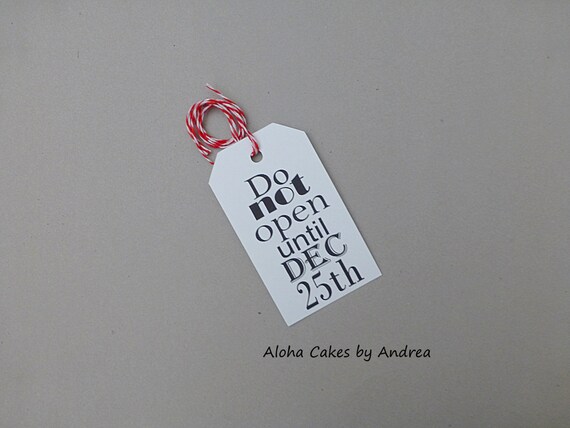 Do
not
open
until
DEC
25th
Aloha Cakes by Andrea